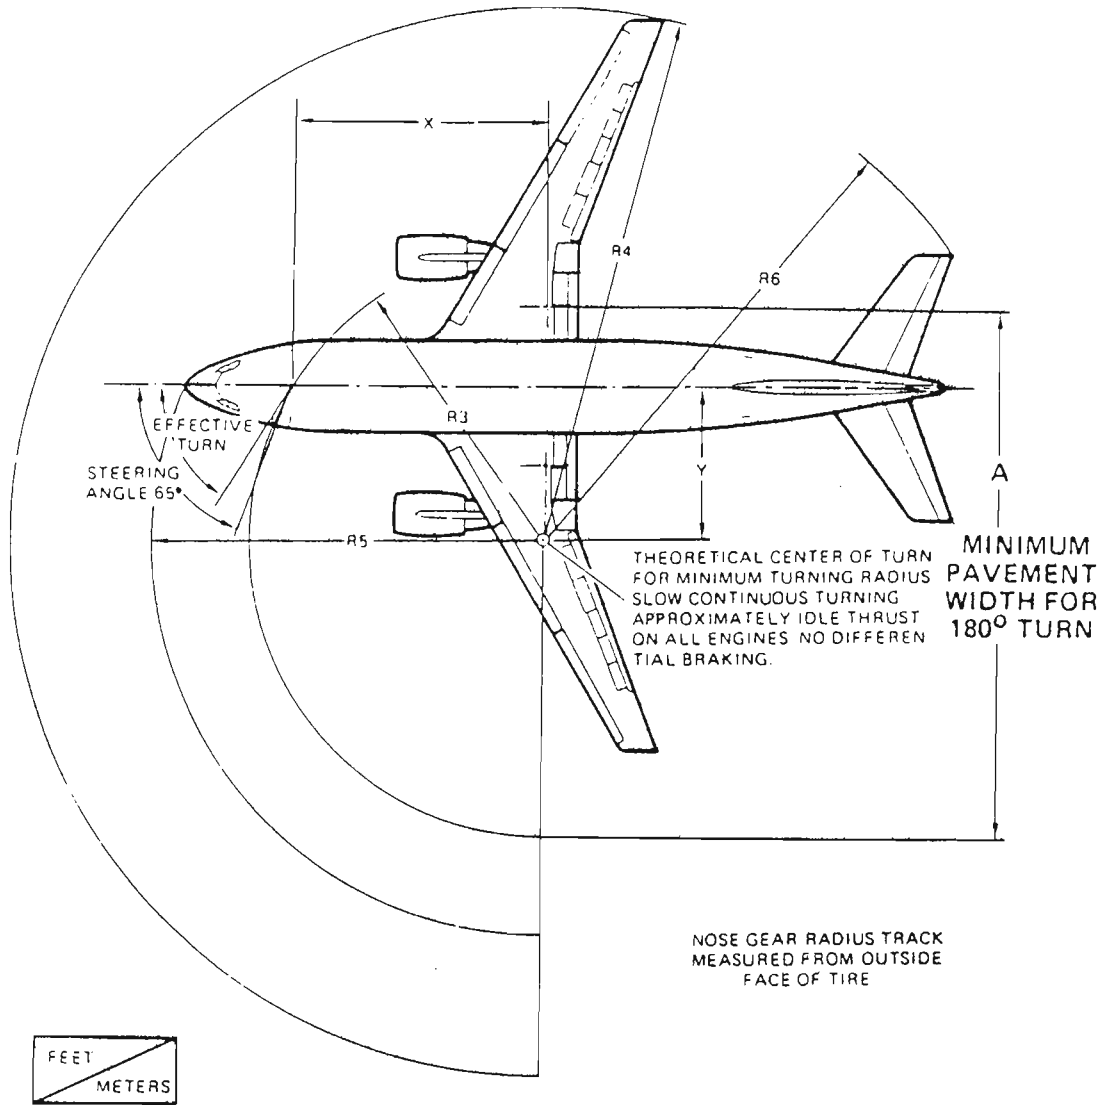 X
R4
R6
R3
EFFECTIVE
TURN
STEERING
ANGLE 65°
Y
A
R5
THEORETICAL CENTER OF TURN
FOR MINIMUM TURNING RADIUS
SLOW CONTINUOUS TURNING
APPROXIMATELY IDLE THRUST
ON ALL ENGINES NO DIFFEREN
TIAL BRAKING.
MINIMUM
PAVEMENT
WIDTH FOR
180° TURN
NOSE GEAR RADIUS TRACK
MEASURED FROM OUTSIDE
FACE OF TIRE
FEET
METERS